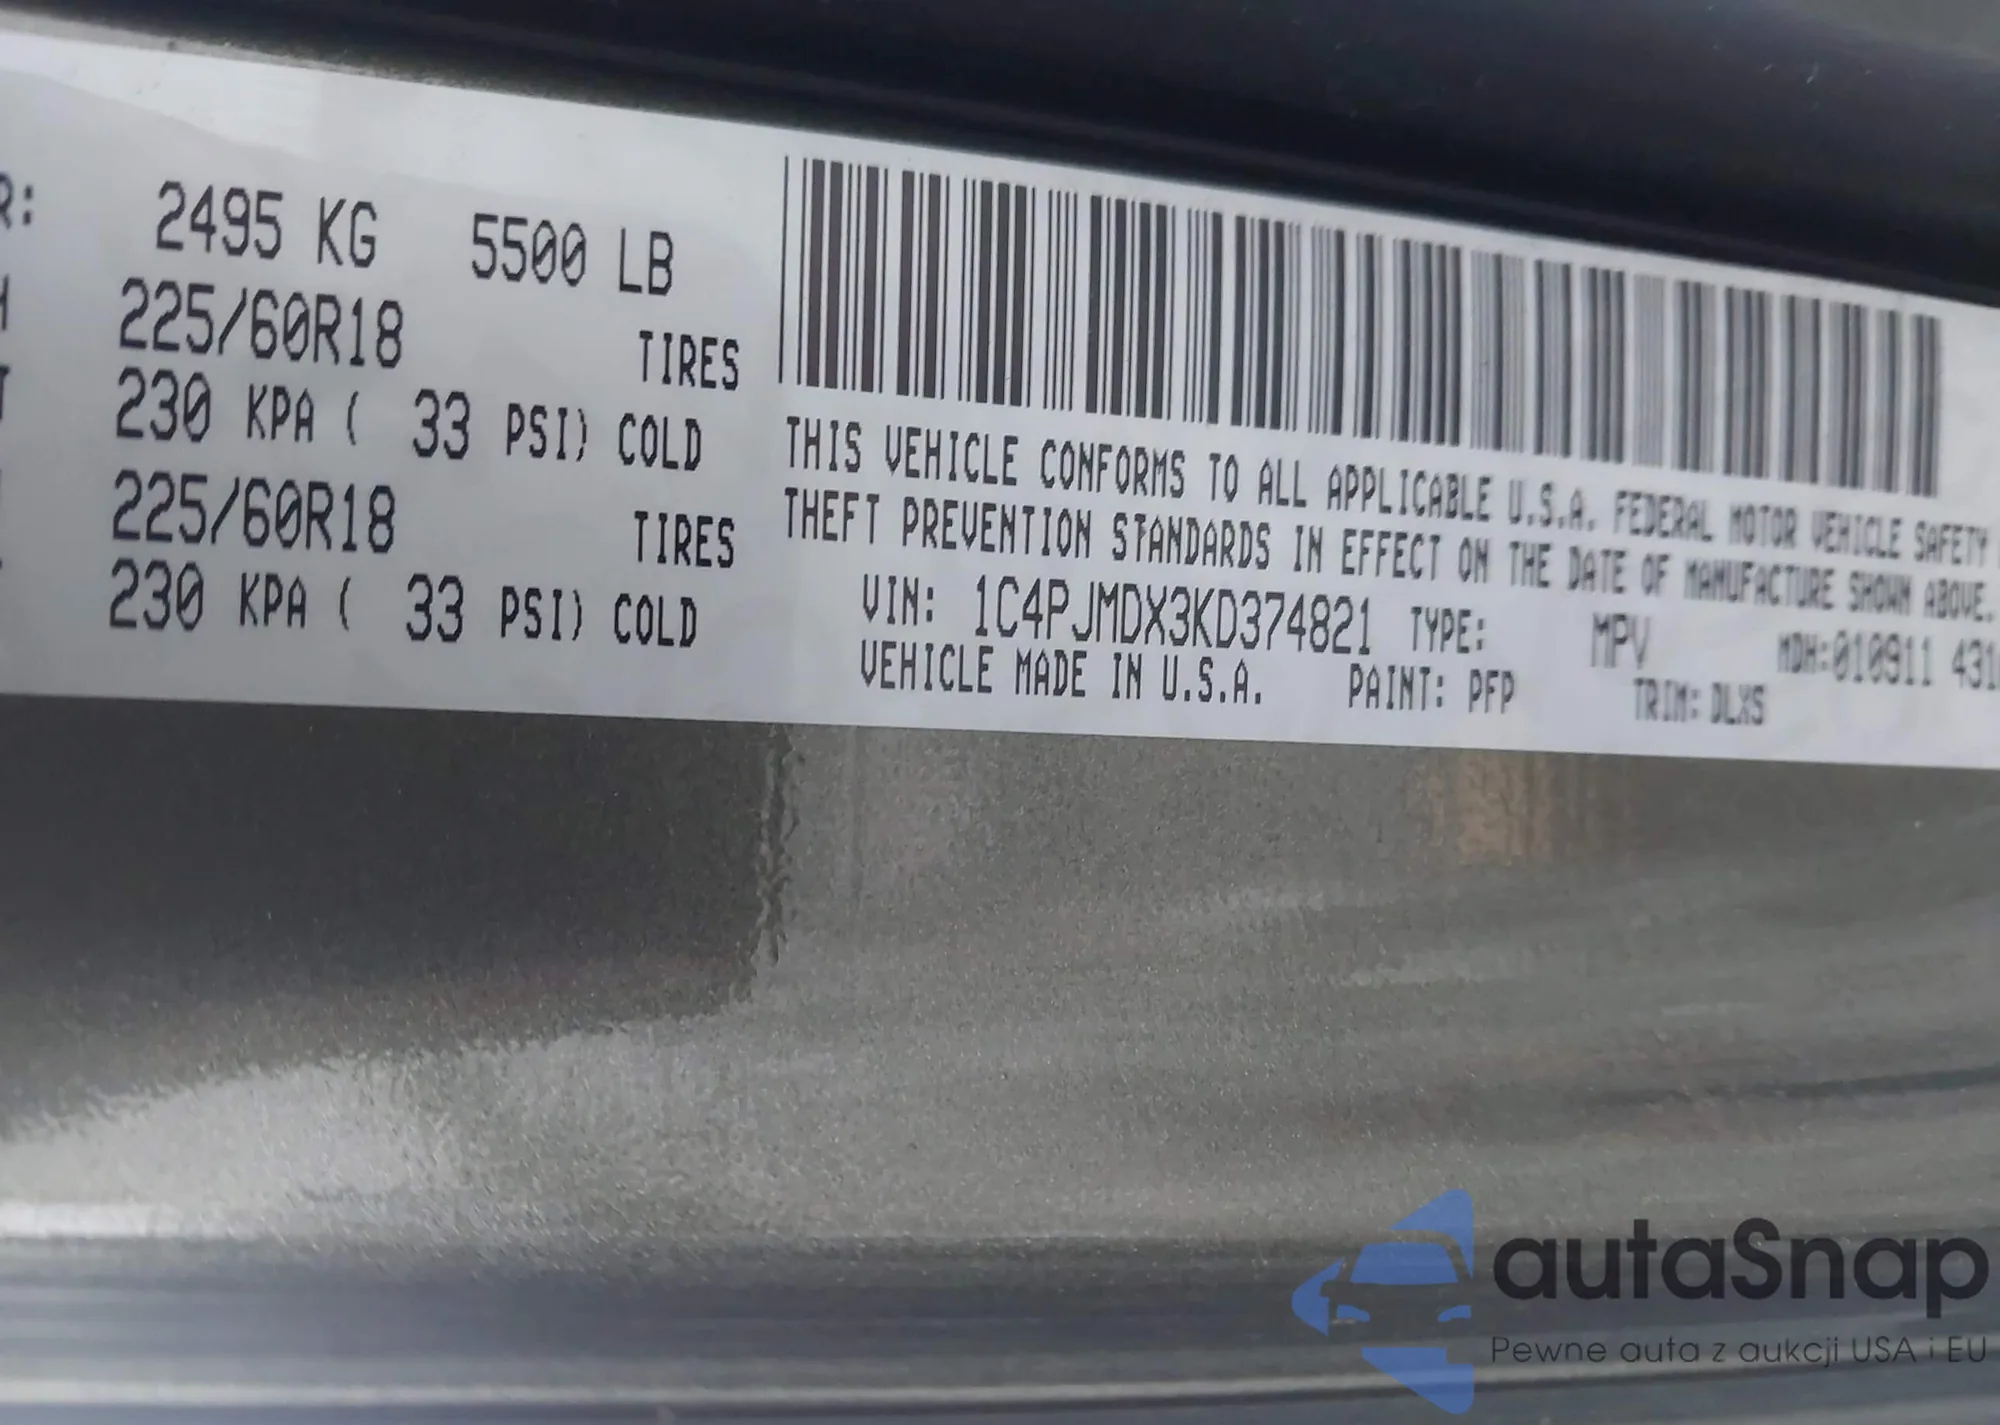 R: 2495 KG 5500 LB
H 225/60R18 TIRES
T 230 KPA ( 33 PSI) COLD
225/60R18 TIRES
230 KPA ( 33 PSI) COLD
THIS VEHICLE CONFORMS TO ALL APPLICABLE U.S.A. FEDERAL MOTOR VEHICLE SAFETY
THEFT PREVENTION STANDARDS IN EFFECT ON THE DATE OF MANUFACTURE SHOWN ABOVE.
VIN: 1C4PJMDX3KD374821 TYPE: MPV MDH:010911 431
VEHICLE MADE IN U.S.A. PAINT: PFP TRIM: DLXS
autaSnap
Pewne auta z aukcji USA i EU